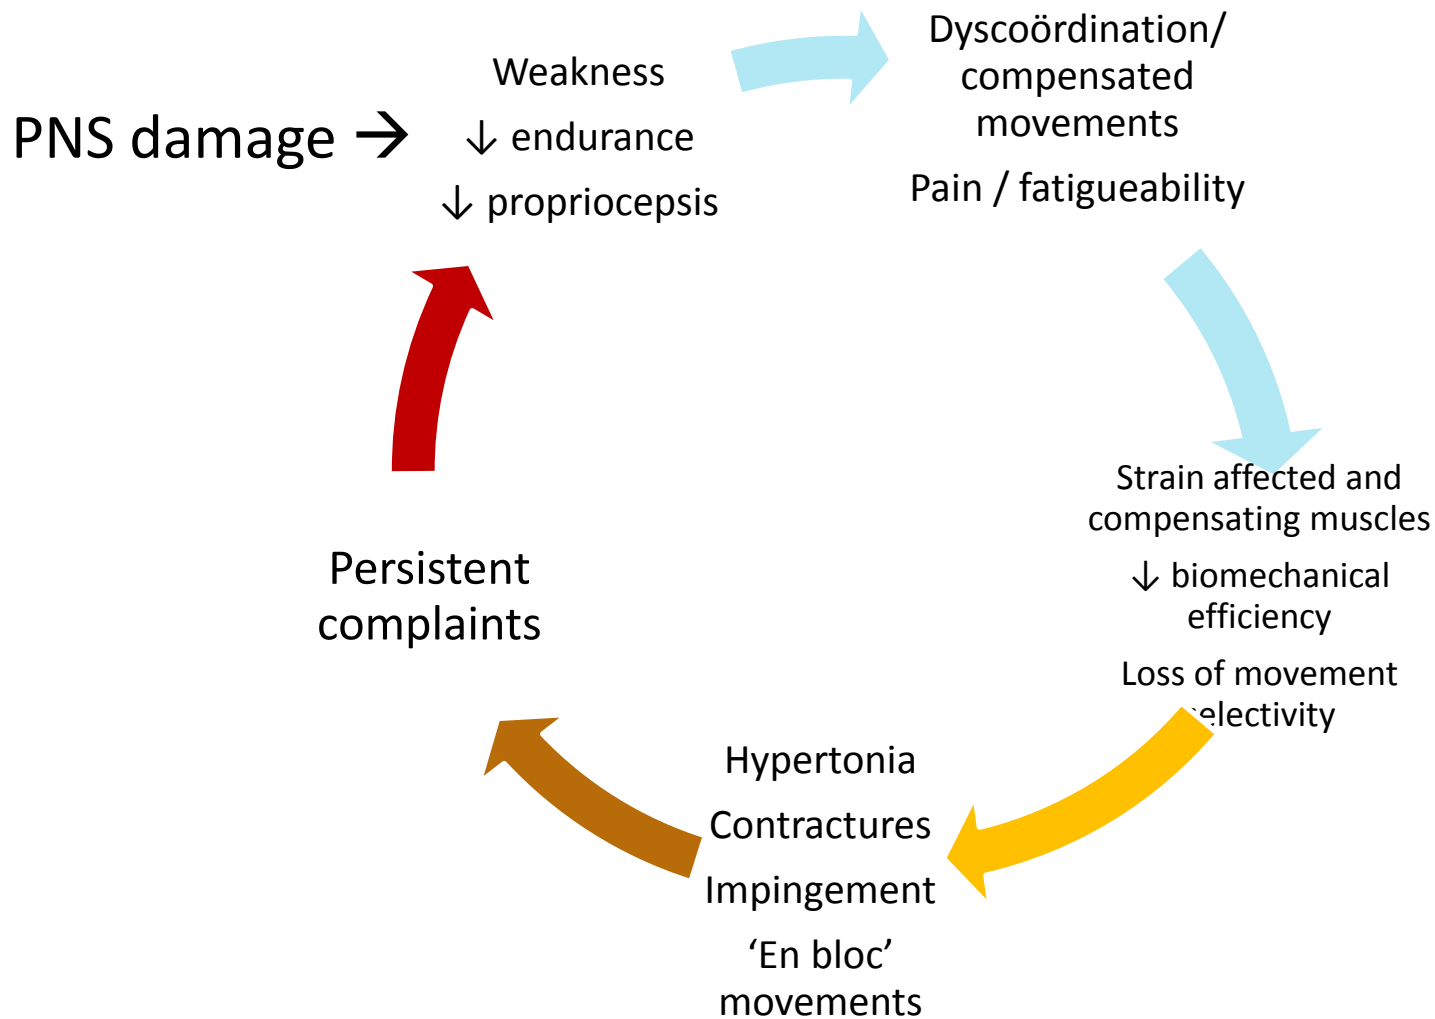 PNS damage →
Weakness
↓ endurance
↓ propriocepsis
Dyscoördination/
compensated
movements
Pain / fatigueability
Strain affected and
compensating muscles
↓ biomechanical
efficiency
Loss of movement
selectivity
Hypertonia
Contractures
Impingement
‘En bloc’
movements
Persistent
complaints